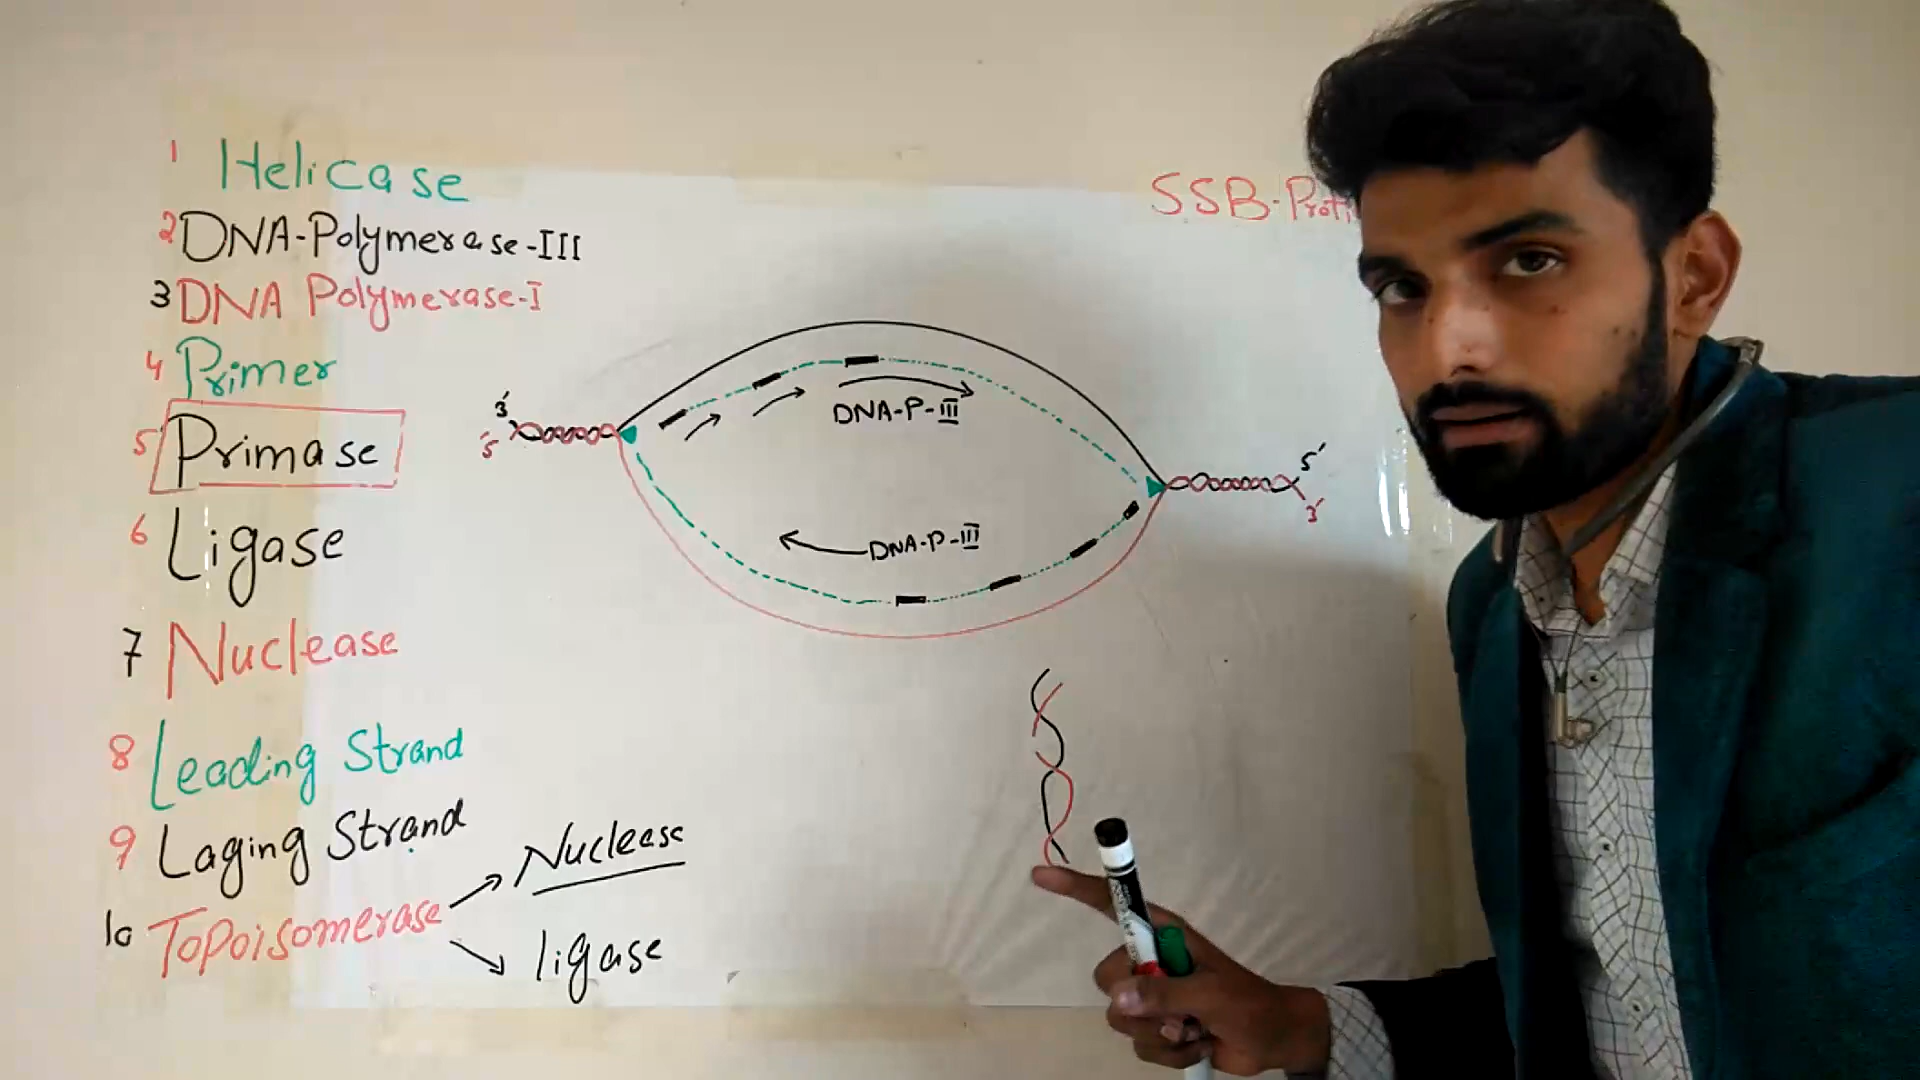 1 Helicase
2 DNA-Polymerase-III
3 DNA Polymerase-I
4 Primer
5 Primase
6 Ligase
7 Nuclease
8 Leading Strand
9 Laging Strand
10 Topoisomerase
Nuclease
ligase
SSB-Proti
3′
5′
DNA-P-III
DNA-P-III
5′
3′